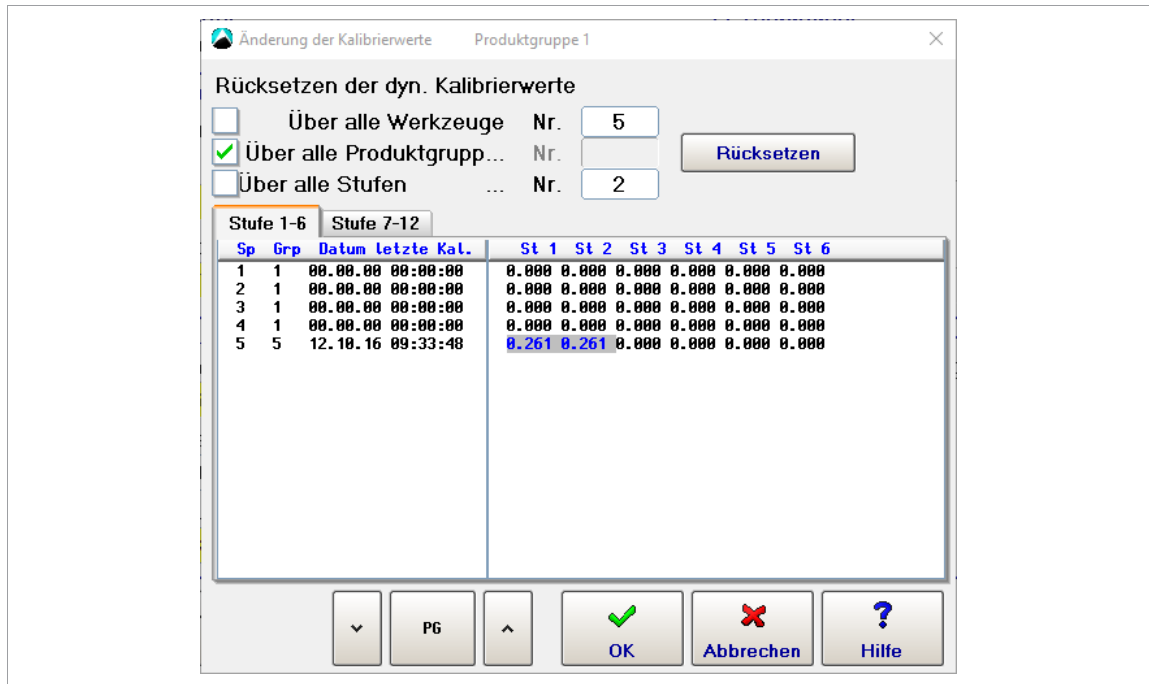 Änderung der Kalibrierwerte Produktgruppe 1
Rücksetzen der dyn. Kalibrierwerte
Über alle Werkzeuge Nr. 5
Über alle Produktgrupp... Nr.
Rücksetzen
Über alle Stufen ... Nr. 2
Stufe 1-6 Stufe 7-12
Sp Grp Datum letzte Kal. St 1 St 2 St 3 St 4 St 5 St 6
1 1 00.00.00 00:00:00 0.000 0.000 0.000 0.000 0.000 0.000
2 1 00.00.00 00:00:00 0.000 0.000 0.000 0.000 0.000 0.000
3 1 00.00.00 00:00:00 0.000 0.000 0.000 0.000 0.000 0.000
4 1 00.00.00 00:00:00 0.000 0.000 0.000 0.000 0.000 0.000
5 5 12.10.16 09:33:48 0.261 0.261 0.000 0.000 0.000 0.000
PG
OK Abbrechen Hilfe